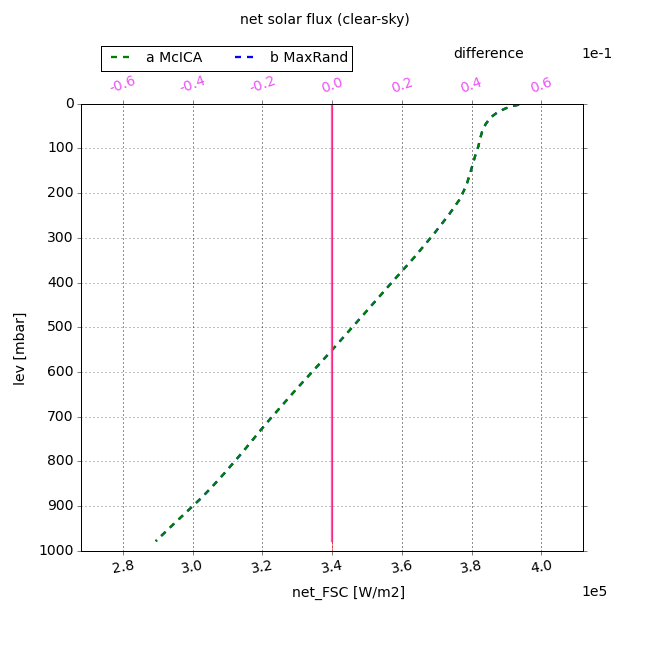 net solar flux (clear-sky)
a McICA b MaxRand difference 1e-1
-0.6 -0.4 -0.2 0.0 0.2 0.4 0.6
0
100
200
300
400
500
600
700
800
900
1000
lev [mbar]
2.8 3.0 3.2 3.4 3.6 3.8 4.0
net_FSC [W/m2] 1e5